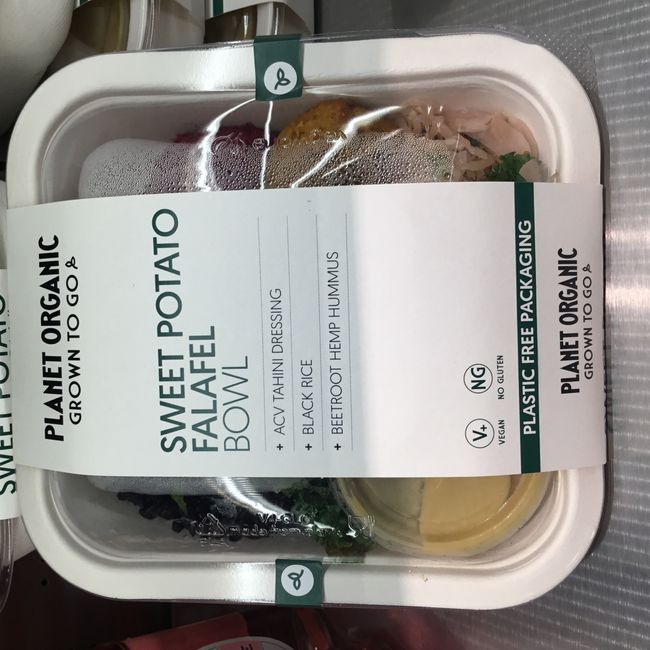 PLANET ORGANIC
GROWN TO GO &
SWEET POTATO
FALAFEL
BOWL
+ ACV TAHINI DRESSING
+ BLACK RICE
+ BEETROOT HEMP HUMMUS
V+
VEGAN
NG
NO GLUTEN
PLASTIC FREE PACKAGING
PLANET ORGANIC
GROWN TO GO &
SWEET POTATO